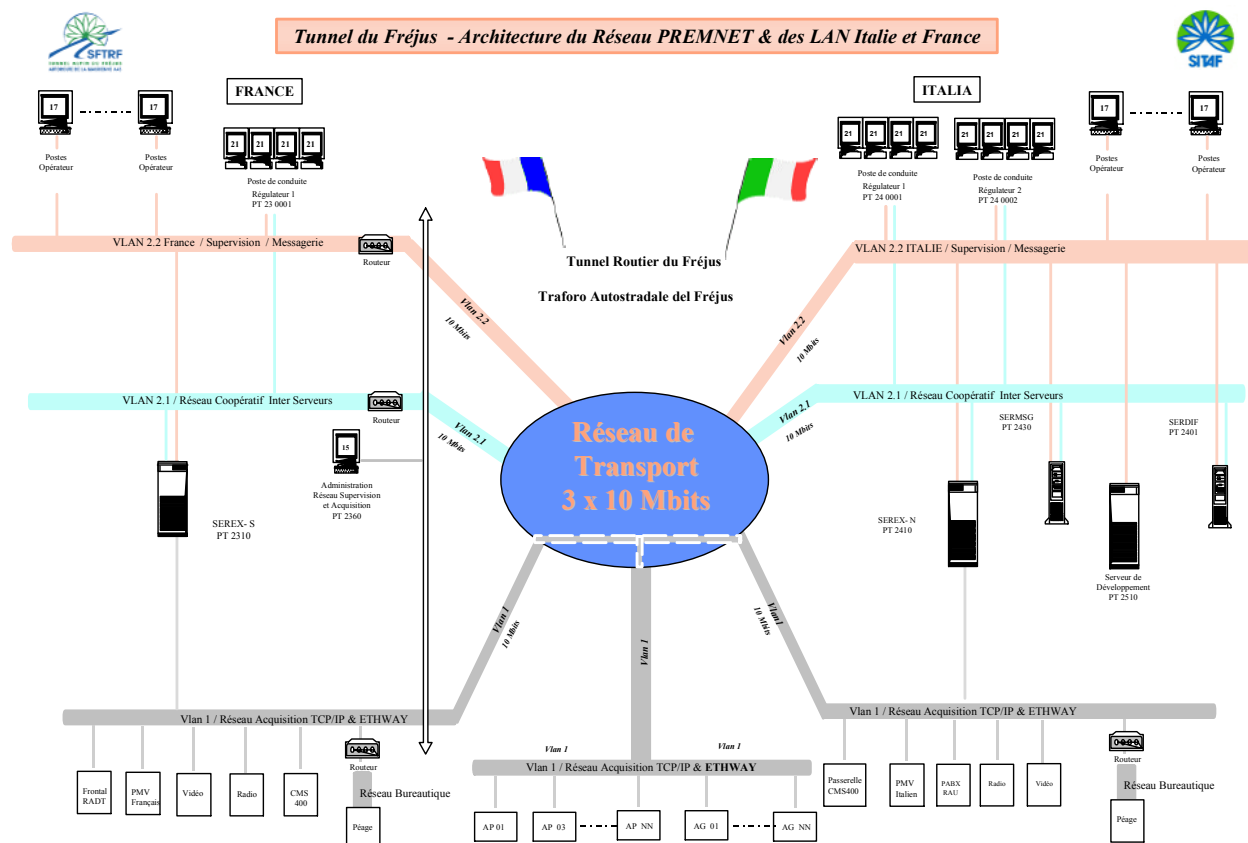 Tunnel du Fréjus - Architecture du Réseau PREMNET & des LAN Italie et France
SFTRF
TUNNEL ROUTIER DU FRÉJUS
AUTOROUTE DE LA MAURIENNE A43
SITAF
FRANCE
ITALIA
17
17
21
21
21
21
21
21
21
21
21
21
21
21
17
17
Postes
Opérateur
Postes
Opérateur
Poste de conduite
Régulateur 1
PT 23 0001
Poste de conduite
Régulateur 1
PT 24 0001
Poste de conduite
Régulateur 2
PT 24 0002
Postes
Opérateur
Postes
Opérateur
VLAN 2.2 France / Supervision / Messagerie
Routeur
VLAN 2.2 ITALIE / Supervision / Messagerie
Tunnel Routier du Fréjus
Traforo Autostradale del Fréjus
Vlan 2,2
10 Mbits
Vlan 2,2
10 Mbits
VLAN 2.1 / Réseau Coopératif Inter Serveurs
Routeur
VLAN 2.1 / Réseau Coopératif Inter Serveurs
Vlan 2,1
10 Mbits
Vlan 2,1
10 Mbits
Réseau de
Transport
3 x 10 Mbits
15
Administration
Réseau Supervision
et Acquisition
PT 2360
SEREX- S
PT 2310
SERMSG
PT 2430
SERDIF
PT 2401
SEREX- N
PT 2410
Serveur de
Développement
PT 2510
Vlan 1
10 Mbits
Vlan 1
Vlan1
10 Mbits
Vlan 1 / Réseau Acquisition TCP/IP & ETHWAY
Vlan 1 / Réseau Acquisition TCP/IP & ETHWAY
Vlan 1
Vlan 1
Vlan 1 / Réseau Acquisition TCP/IP & ETHWAY
Frontal
RADT
PMV
Français
Vidéo
Radio
CMS
400
Routeur
Réseau Bureautique
Péage
AP 01
AP 03
AP NN
AG 01
AG NN
Passerelle
CMS400
PMV
Italien
PABX
RAU
Radio
Vidéo
Routeur
Réseau Bureautique
Péage